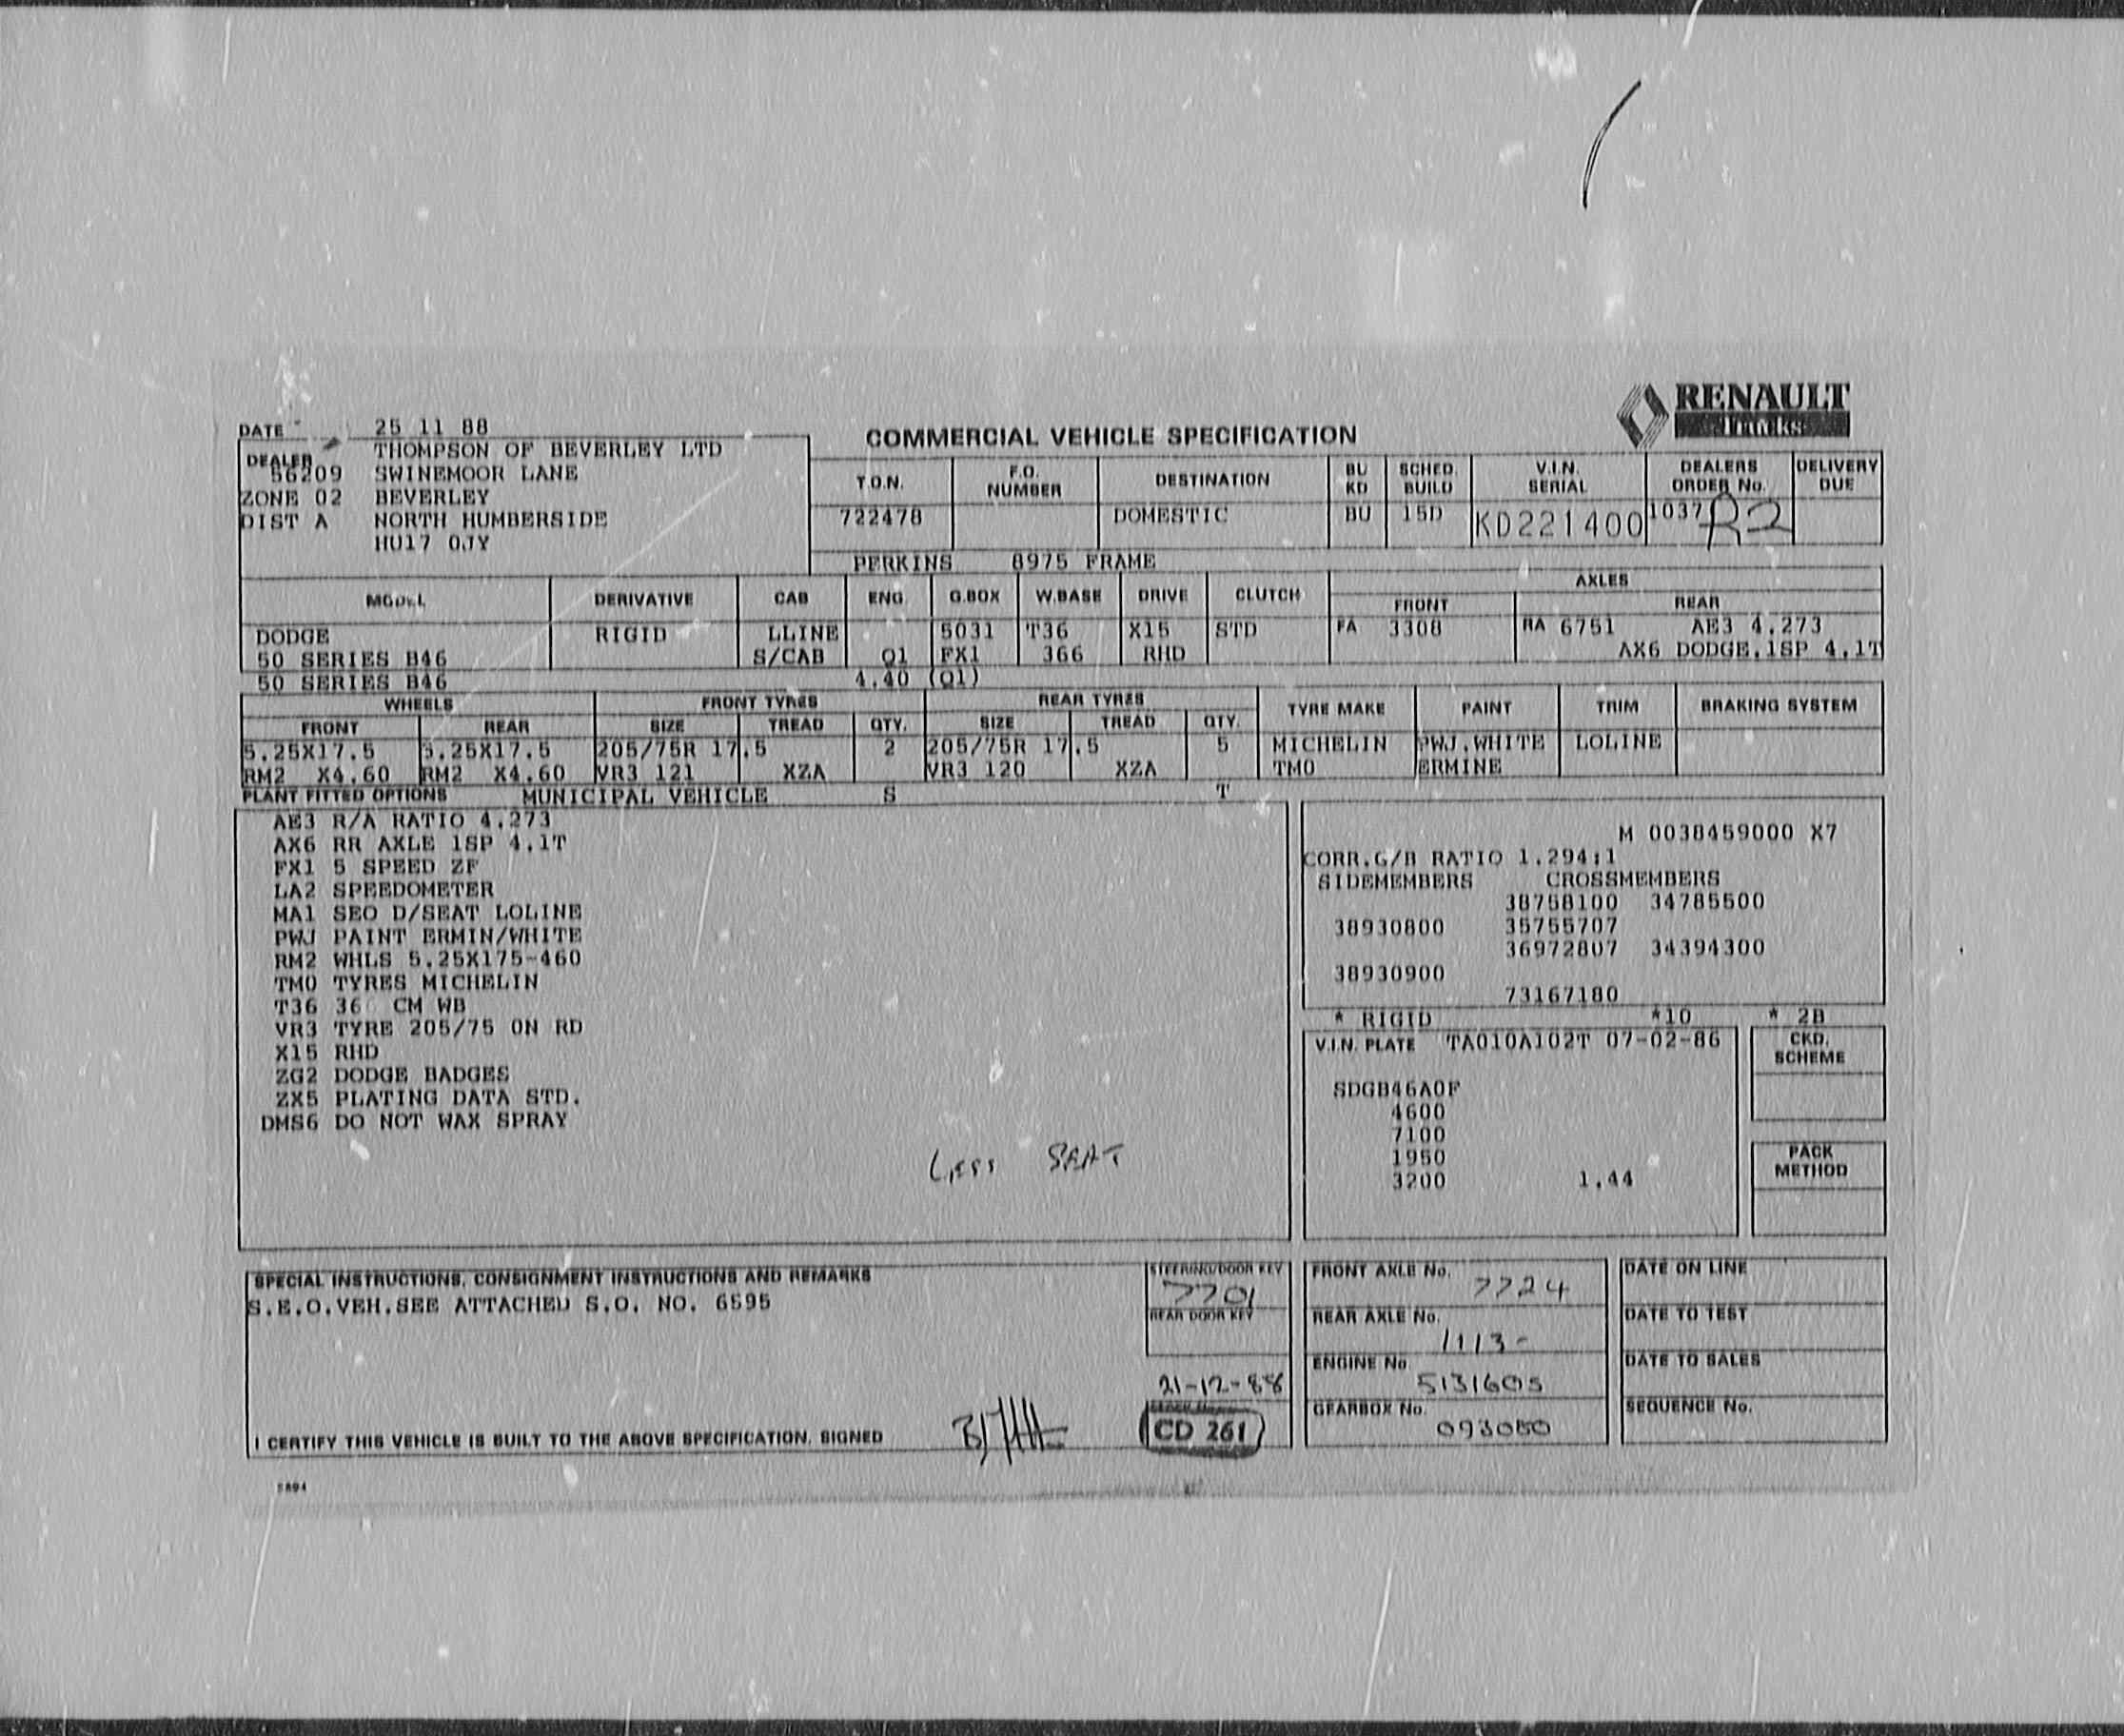 RENAULT
Trucks
DATE 25 11 88
COMMERCIAL VEHICLE SPECIFICATION
DEALER THOMPSON OF BEVERLEY LTD
56209 SWINEMOOR LANE
ZONE 02 BEVERLEY
DIST A NORTH HUMBERSIDE
HU17 0JY
T.O.N. F.O. NUMBER DESTINATION BU KD SCHED. BUILD V.I.N. SERIAL DEALERS ORDER No. DELIVERY DUE
722478 DOMESTIC BU 15D KD221400 1037 R2
PERKINS 8975 FRAME
MODEL DERIVATIVE CAB ENG G.BOX W.BASE DRIVE CLUTCH AXLES
FRONT REAR
DODGE RIGID LLINE 5031 T36 X15 STD FA 3308 RA 6751 AE3 4.273
50 SERIES B46 S/CAB Q1 FX1 366 RHD AX6 DODGE.1SP 4.1T
50 SERIES B46 4.40 (Q1)
WHEELS FRONT TYRES REAR TYRES TYRE MAKE PAINT TRIM BRAKING SYSTEM
FRONT REAR SIZE TREAD QTY. SIZE TREAD QTY.
5.25X17.5 5.25X17.5 205/75R 17.5 2 205/75R 17.5 5 MICHELIN PWJ.WHITE LOLINE
RM2 X4.60 RM2 X4.60 VR3 121 XZA VR3 120 XZA TM0 ERMINE
PLANT FITTED OPTIONS MUNICIPAL VEHICLE S T
AE3 R/A RATIO 4.273
AX6 RR AXLE 1SP 4.1T
FX1 5 SPEED ZF
LA2 SPEEDOMETER
MA1 SEO D/SEAT LOLINE
PWJ PAINT ERMIN/WHITE
RM2 WHLS 5.25X175-460
TM0 TYRES MICHELIN
T36 36 CM WB
VR3 TYRE 205/75 ON RD
X15 RHD
ZG2 DODGE BADGES
ZX5 PLATING DATA STD.
DMS6 DO NOT WAX SPRAY
LESS SEAT
M 0038459000 X7
CORR.G/B RATIO 1.294:1
SIDEMEMBERS CROSSMEMBERS
38758100 34785500
38930800 35755707
36972807 34394300
38930900
73167180
* RIGID *10 * 2B
V.I.N. PLATE TA010A102T 07-02-86
CKD. SCHEME
SDGB46A0F
4600
7100
1950
3200 1.44
PACK METHOD
SPECIAL INSTRUCTIONS, CONSIGNMENT INSTRUCTIONS AND REMARKS
S.E.O.VEH.SEE ATTACHED S.O. NO. 6595
STEERING/DOOR KEY
7701
REAR DOOR KEY
21-12-88
CD 261
FRONT AXLE No. 7724
REAR AXLE No. 1113-
ENGINE No. 5131605
GEARBOX No. 093080
DATE ON LINE
DATE TO TEST
DATE TO SALES
SEQUENCE No.
I CERTIFY THIS VEHICLE IS BUILT TO THE ABOVE SPECIFICATION. SIGNED